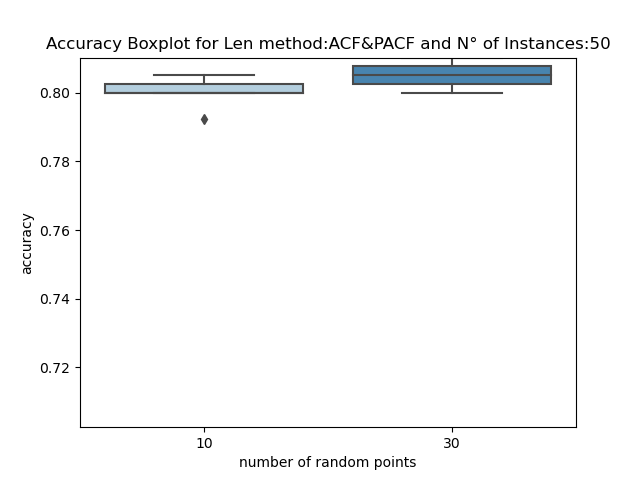 Accuracy Boxplot for Len method:ACF&PACF and N° of Instances:50
0.80
0.78
0.76
0.74
0.72
accuracy
10 30
number of random points